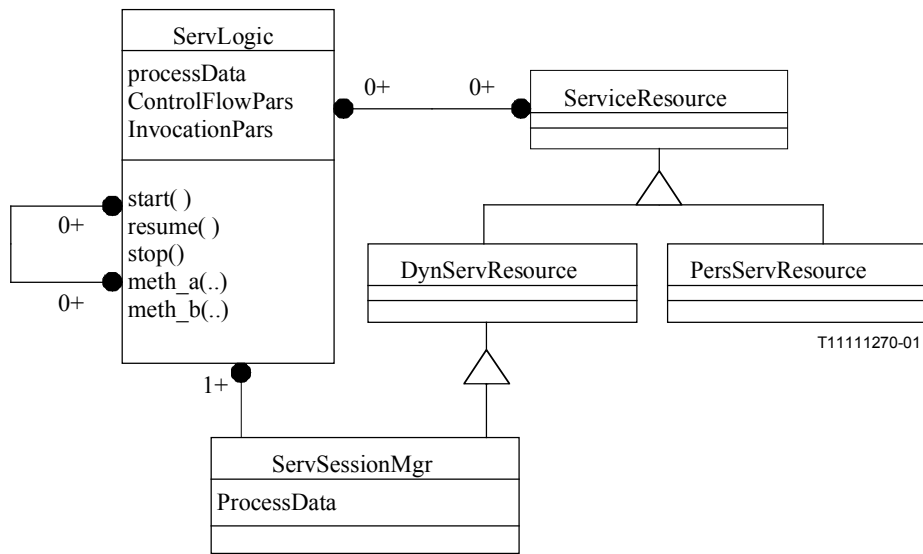 ServLogic
processData
ControlFlowPars
InvocationPars
start( )
resume( )
stop()
meth_a(..)
meth_b(..)
0+
0+
0+
0+
1+
ServiceResource
DynServResource
PersServResource
T11111270-01
ServSessionMgr
ProcessData